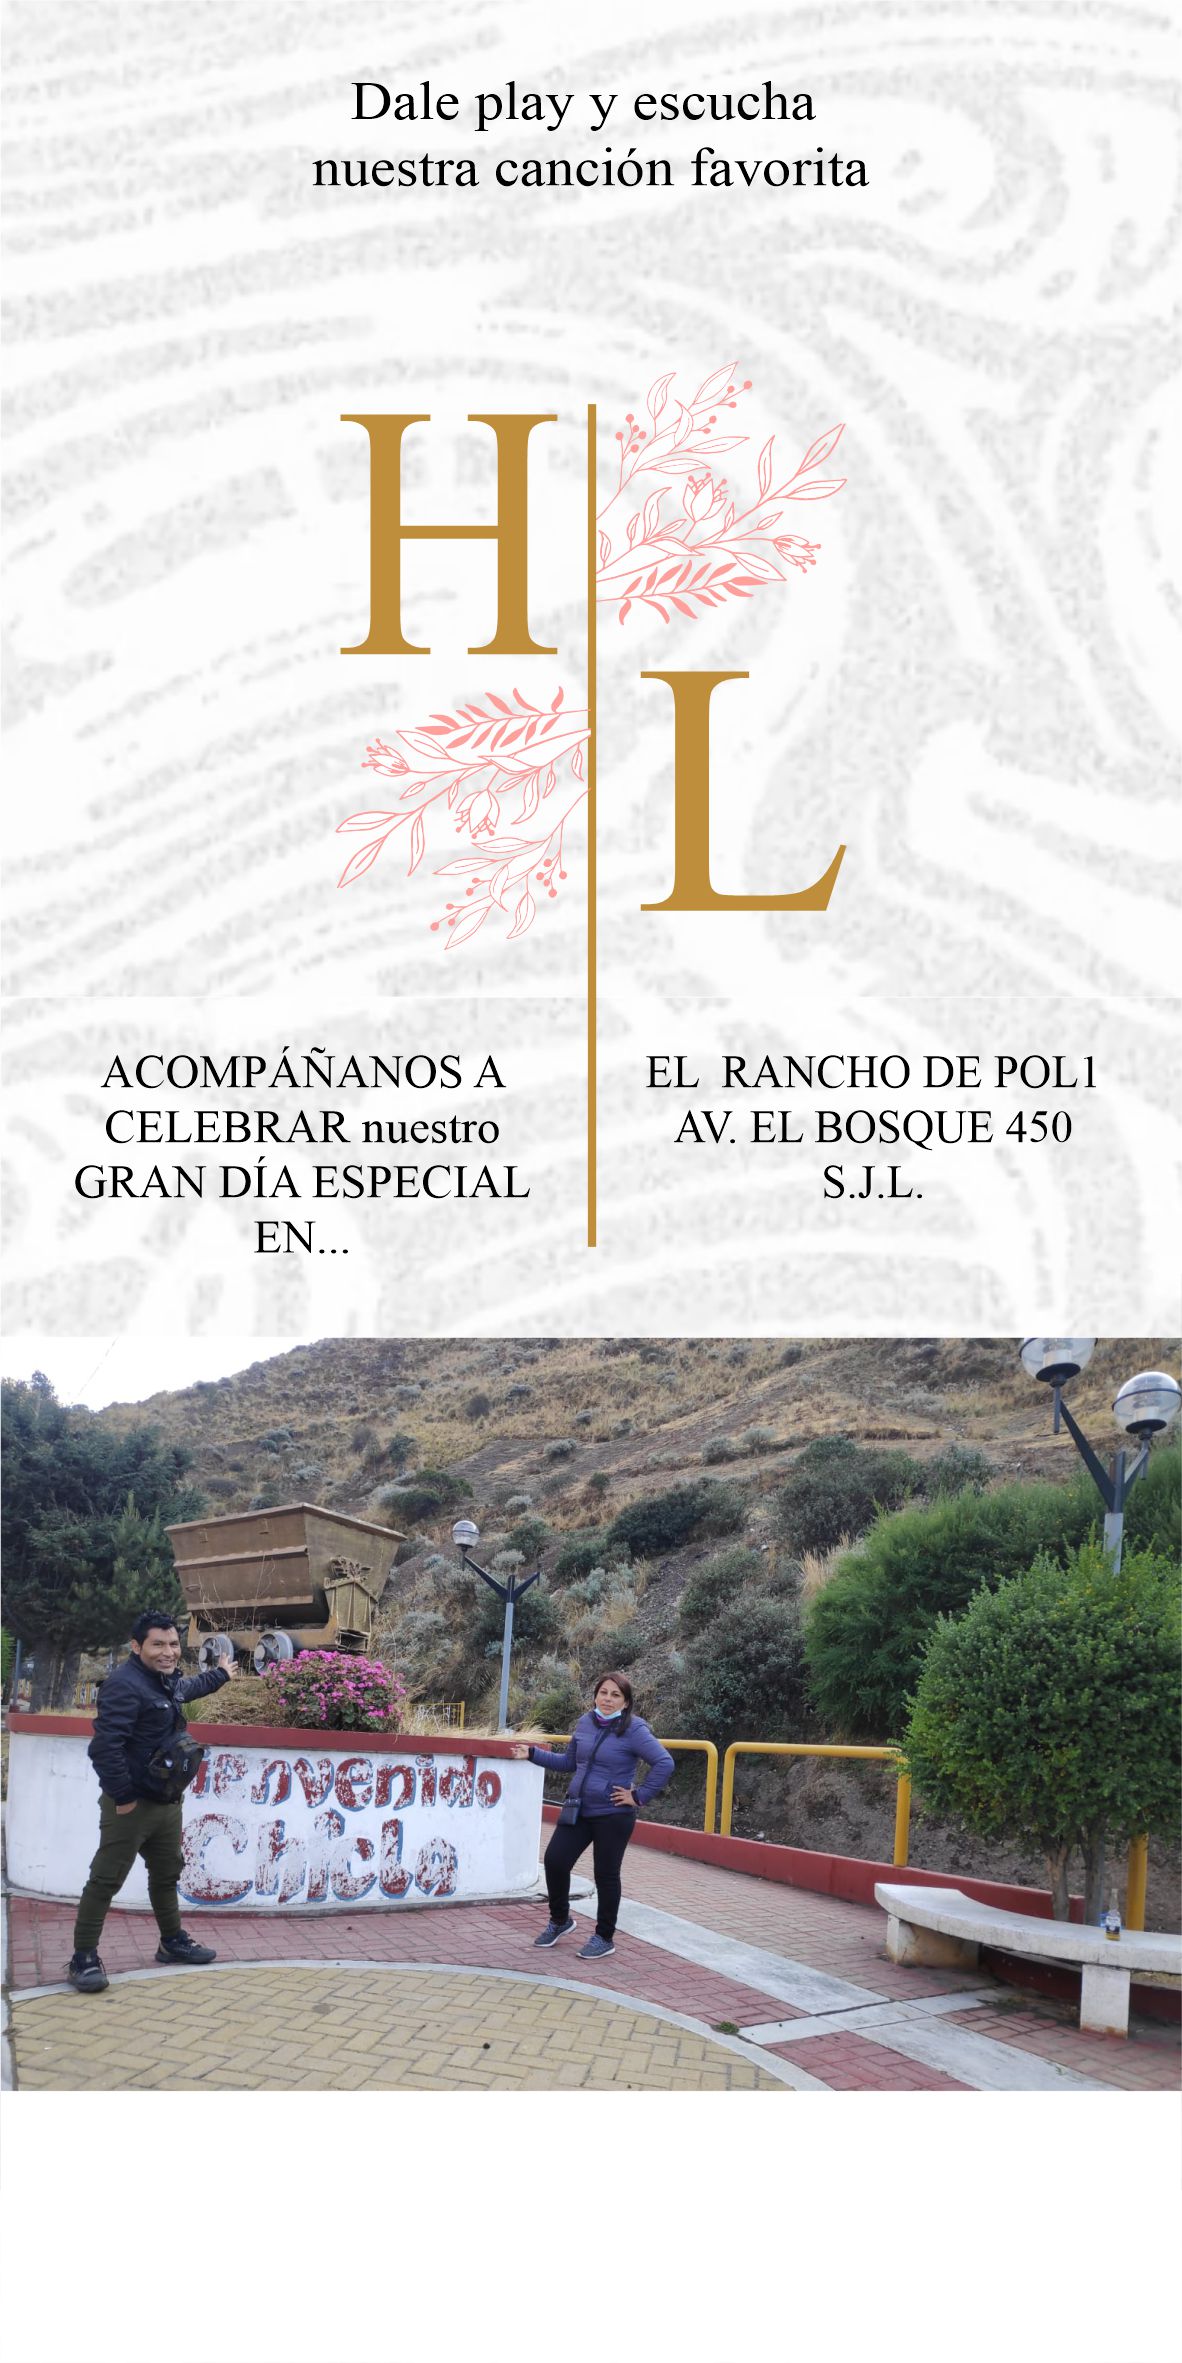 Dale play y escucha
nuestra canción favorita
H
L
ACOMPÁÑANOS A
CELEBRAR nuestro
GRAN DÍA ESPECIAL
EN...
EL RANCHO DE POL1
AV. EL BOSQUE 450
S.J.L.
ienvenido
Chicla